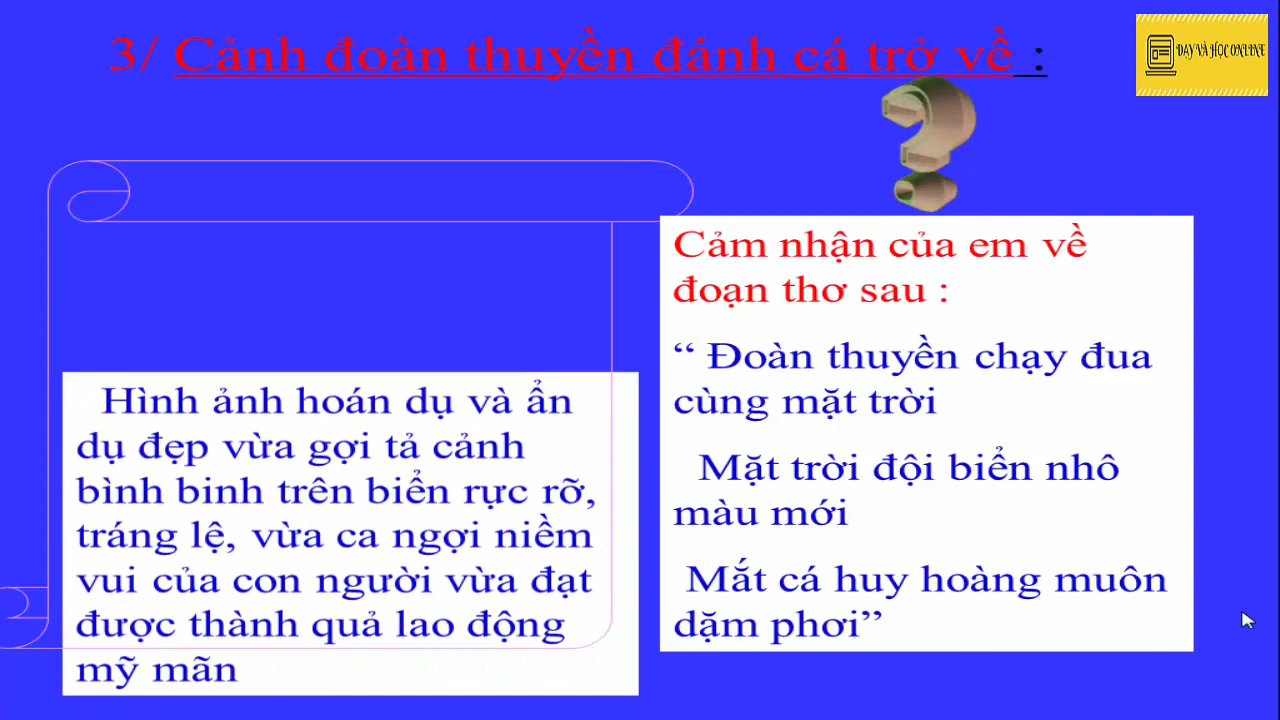 3/ Cảnh đoàn thuyền đánh cá trở về :
DẠY VÀ HỌC ONLINE
Cảm nhận của em về
đoạn thơ sau :
“ Đoàn thuyền chạy đua
cùng mặt trời
Mặt trời đội biển nhô
màu mới
Mắt cá huy hoàng muôn
dặm phơi”
Hình ảnh hoán dụ và ẩn
dụ đẹp vừa gợi tả cảnh
bình binh trên biển rực rỡ,
tráng lệ, vừa ca ngợi niềm
vui của con người vừa đạt
được thành quả lao động
mỹ mãn